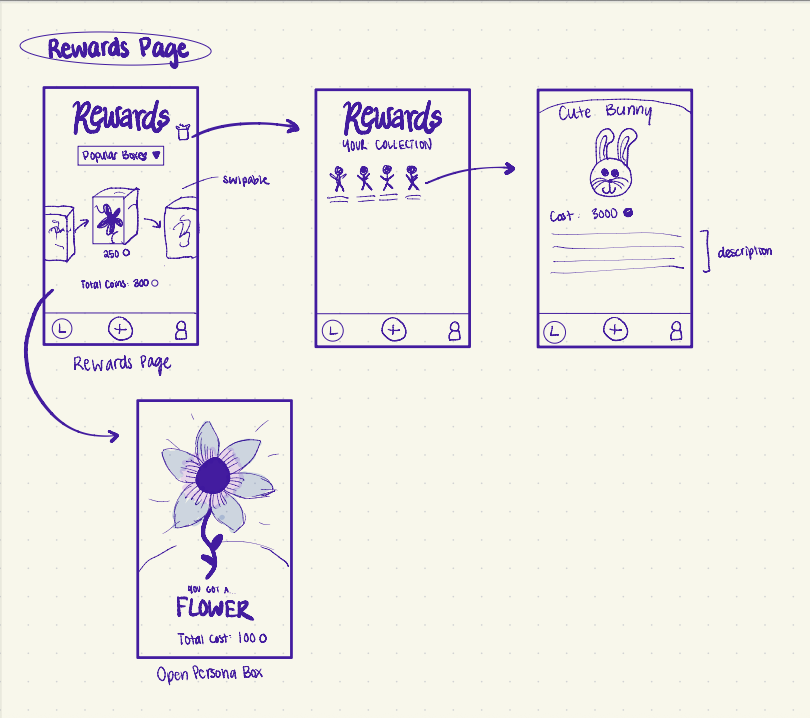 Rewards Page
Rewards
Popular Boxes
swipable
250
Total Coins: 300
L
+
Rewards Page
Rewards
YOUR COLLECTION
L
+
Cute Bunny
Cost: 3000
description
L
+
YOU GOT A...
FLOWER
Total Cost: 100
Open Persona Box